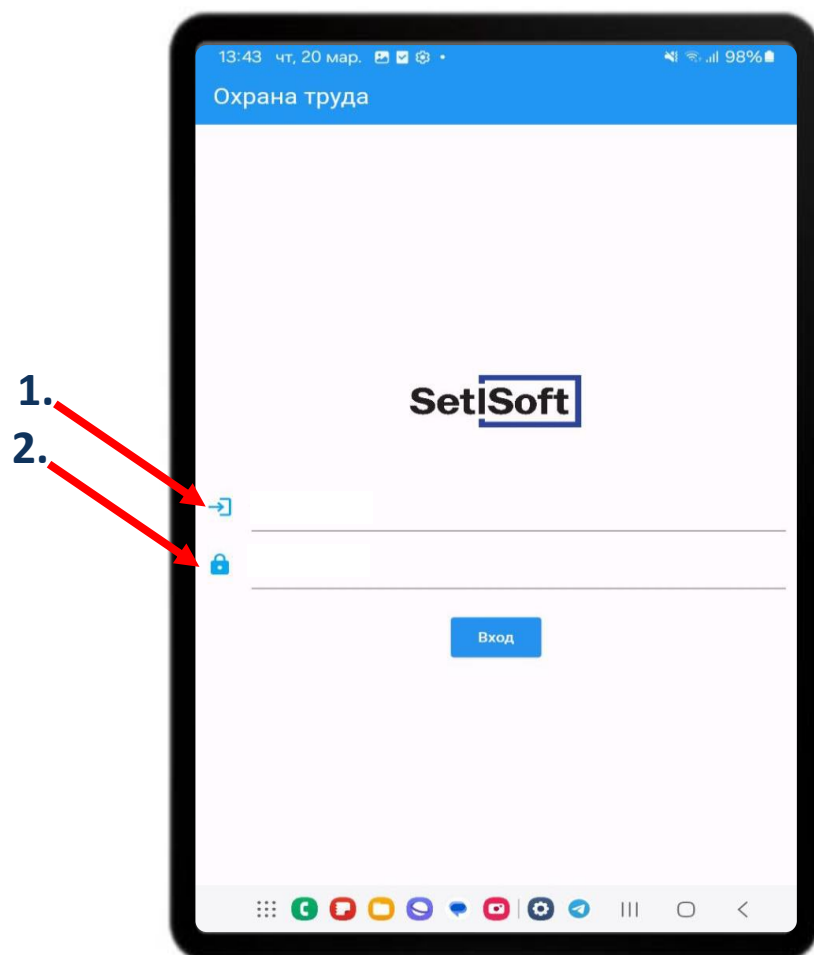 13:43 чт, 20 мар. 98%
Охрана труда
SetlSoft
1.
2.
Вход